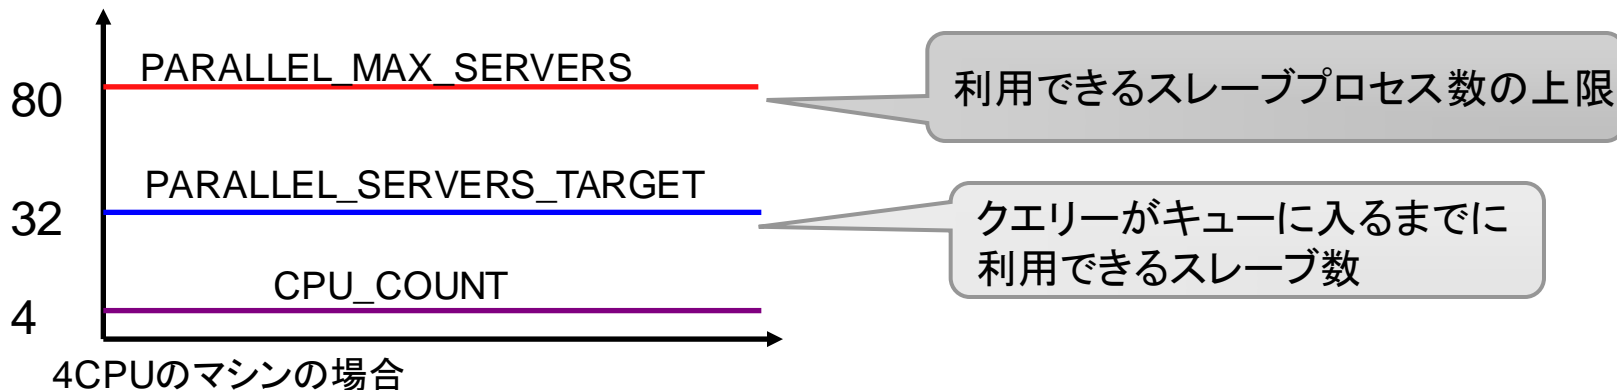 PARALLEL_MAX_SERVERS
80
利用できるスレーブプロセス数の上限
PARALLEL_SERVERS_TARGET
32
クエリーがキューに入るまでに
利用できるスレーブ数
CPU_COUNT
4
4CPUのマシンの場合